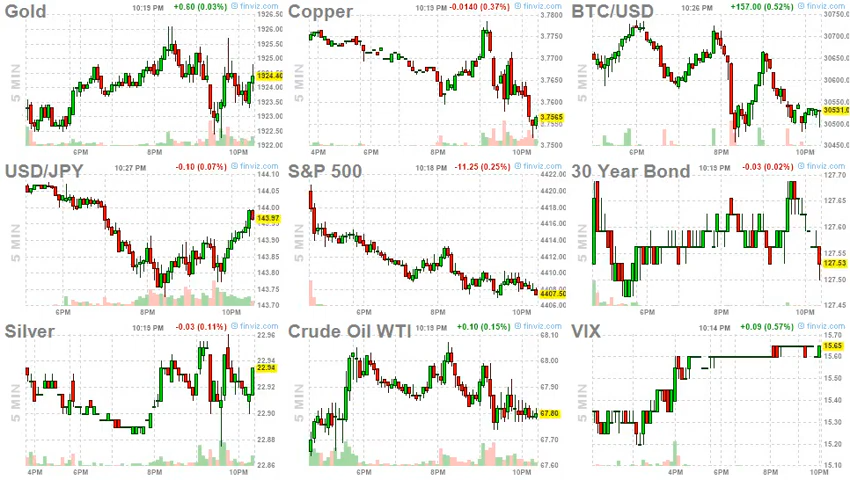 Gold 10:15 PM +0.60 (0.03%) finviz.com
1926.50
1926.00
1925.50
1925.00
1924.40
1924.00
1923.50
1923.00
1922.50
1922.00
5 MIN
6PM 8PM 10PM
Copper 10:19 PM -0.0140 (0.37%) finviz.com
3.7800
3.7750
3.7700
3.7650
3.7600
3.7565
3.7500
5 MIN
4PM 6PM 8PM 10PM
BTC/USD 10:26 PM +157.00 (0.52%) finviz.com
30750.0
30700
30650
30600
30550
30531.0
30500
30450
5 MIN
6PM 8PM 10PM
USD/JPY 10:27 PM -0.10 (0.07%) finviz.com
144.10
144.05
144.00
143.97
143.90
143.85
143.80
143.75
143.70
5 MIN
6PM 8PM 10PM
S&P 500 10:18 PM -11.25 (0.25%) finviz.com
4422.00
4420.00
4418.00
4416.00
4414.00
4412.00
4410.00
4407.50
4406.00
5 MIN
6PM 8PM 10PM
30 Year Bond 10:15 PM -0.03 (0.02%) finviz.com
127.70
127.65
127.60
127.55
127.53
127.50
127.45
5 MIN
6PM 8PM 10PM
Silver 10:15 PM -0.03 (0.11%) finviz.com
22.96
22.94
22.92
22.90
22.88
22.86
5 MIN
4PM 6PM 8PM 10PM
Crude Oil WTI 10:19 PM +0.10 (0.15%) finviz.com
68.10
68.00
67.90
67.80
67.70
67.60
5 MIN
6PM 8PM 10PM
VIX 10:14 PM +0.09 (0.57%) finviz.com
15.70
15.65
15.60
15.50
15.40
15.30
15.20
15.10
5 MIN
4PM 6PM 8PM 10PM